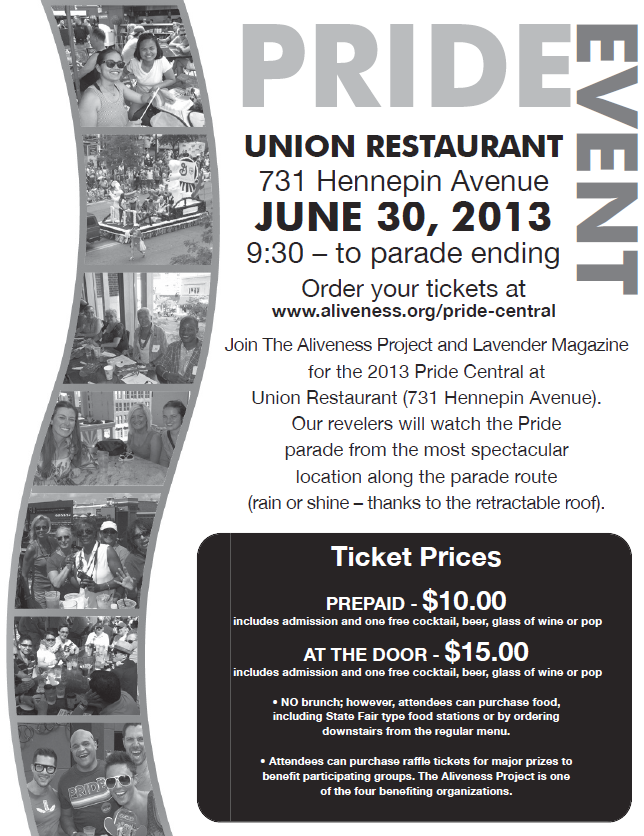 PRIDE
EVENT
UNION RESTAURANT
731 Hennepin Avenue
JUNE 30, 2013
9:30 – to parade ending
Order your tickets at
www.aliveness.org/pride-central
Join The Aliveness Project and Lavender Magazine
for the 2013 Pride Central at
Union Restaurant (731 Hennepin Avenue).
Our revelers will watch the Pride
parade from the most spectacular
location along the parade route
(rain or shine – thanks to the retractable roof).
Ticket Prices
PREPAID - $10.00
includes admission and one free cocktail, beer, glass of wine or pop
AT THE DOOR - $15.00
includes admission and one free cocktail, beer, glass of wine or pop
• NO brunch; however, attendees can purchase food,
including State Fair type food stations or by ordering
downstairs from the regular menu.
• Attendees can purchase raffle tickets for major prizes to
benefit participating groups. The Aliveness Project is one
of the four benefiting organizations.
PRIDE